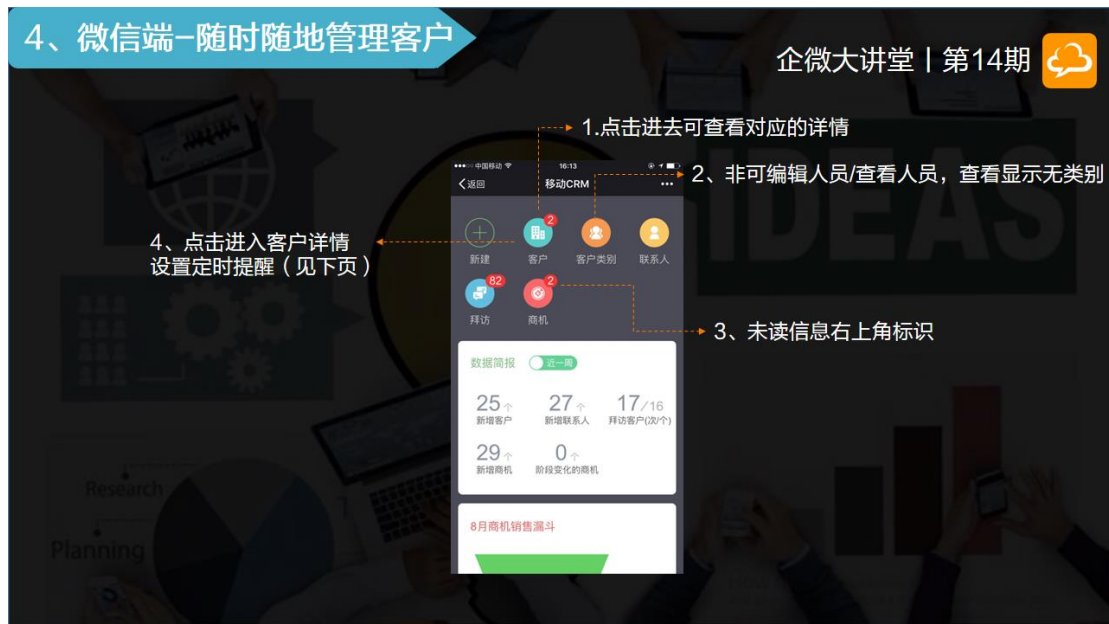 4、微信端-随时随地管理客户
企微大讲堂丨第14期
1.点击进去可查看对应的详情
2、非可编辑人员/查看人员，查看显示无类别
4、点击进入客户详情
设置定时提醒（见下页）
3、未读信息右上角标识
中国移动 16:13
返回 移动CRM
2
新建 客户 客户类别 联系人
82 2
拜访 商机
数据简报 近一周
25个 27个 17/16
新增客户 新增联系人 拜访客户(次/个)
29个 0个
新增商机 阶段变化的商机
8月商机销售漏斗
IDEAS
Research
Planning